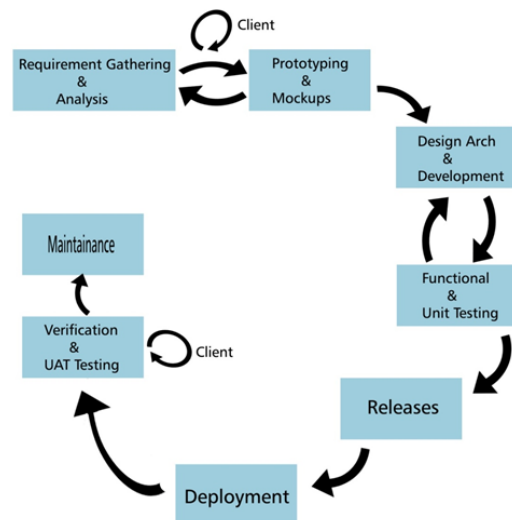 Client
Requirement Gathering
&
Analysis
Prototyping
&
Mockups
Design Arch
&
Development
Functional
&
Unit Testing
Releases
Deployment
Verification
&
UAT Testing
Client
Maintainance